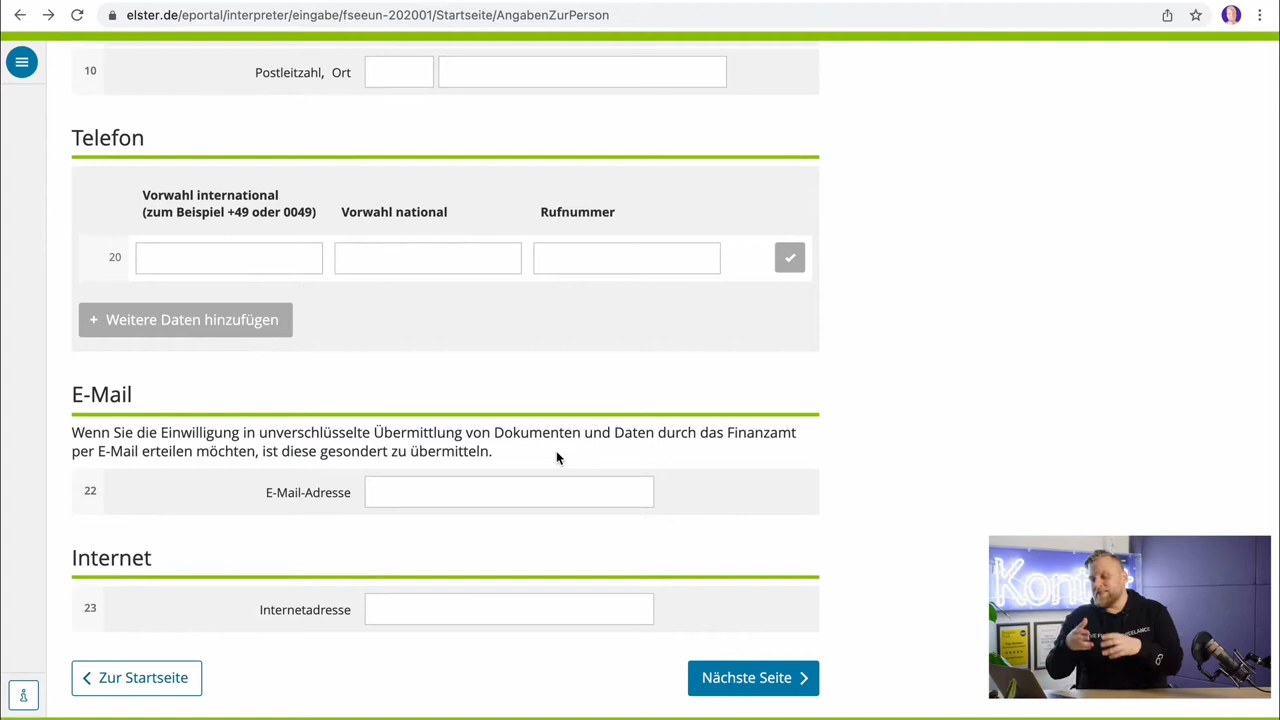 elster.de/eportal/interpreter/eingabe/fseeun-202001/Startseite/AngabenZurPerson
10 Postleitzahl, Ort
Telefon
Vorwahl international
(zum Beispiel +49 oder 0049) Vorwahl national Rufnummer
20
+ Weitere Daten hinzufügen
E-Mail
Wenn Sie die Einwilligung in unverschlüsselte Übermittlung von Dokumenten und Daten durch das Finanzamt
per E-Mail erteilen möchten, ist diese gesondert zu übermitteln.
22 E-Mail-Adresse
Internet
23 Internetadresse
Zur Startseite
Nächste Seite
Kont